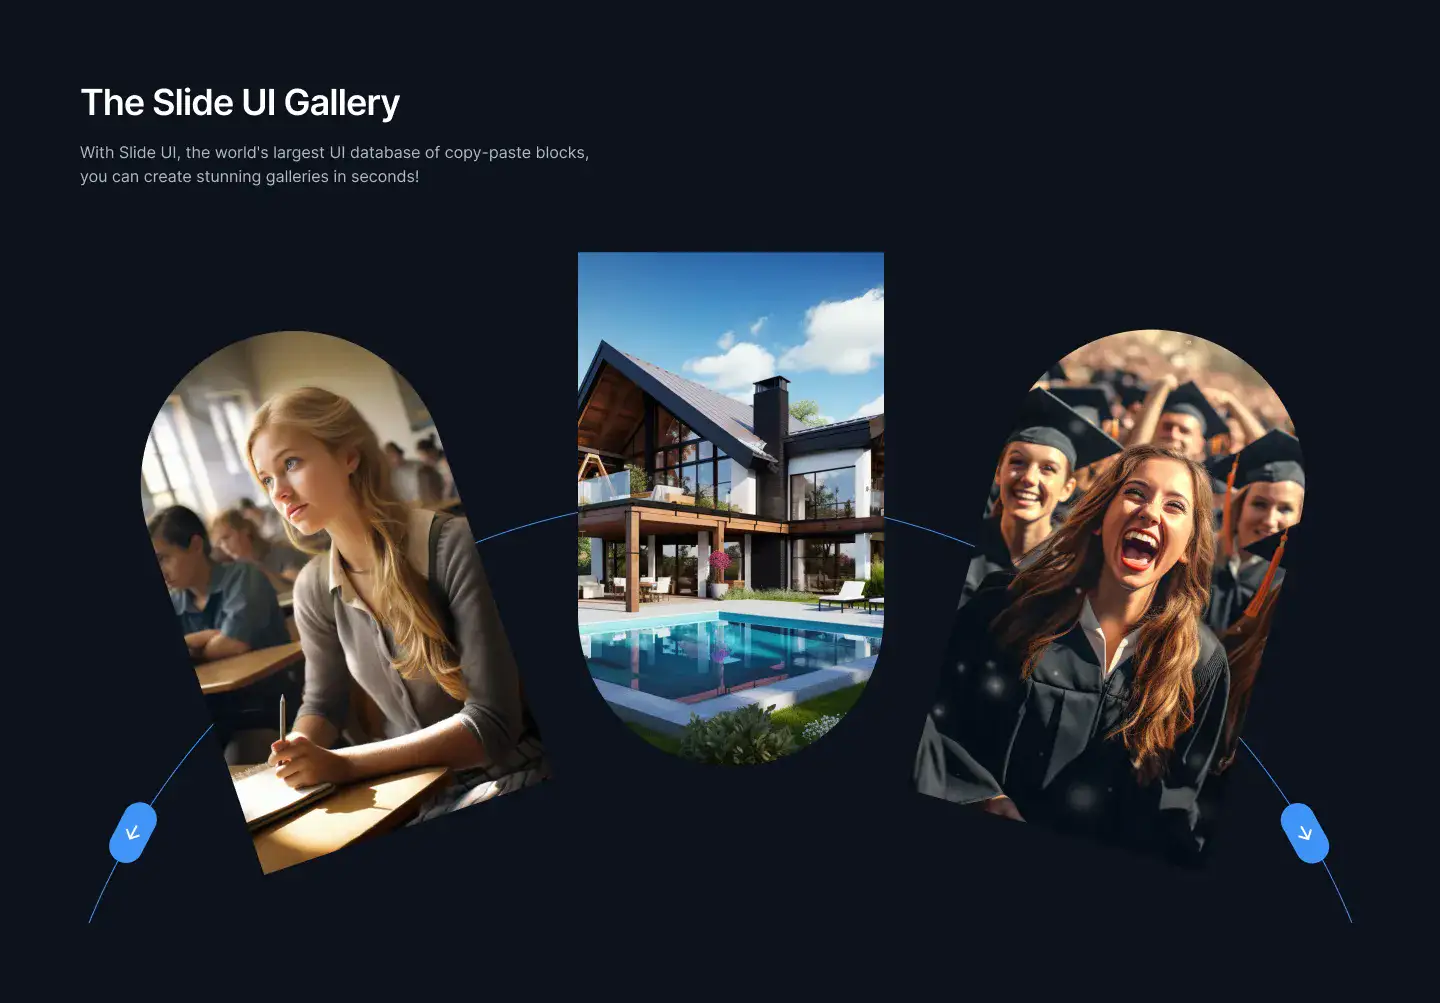 The Slide UI Gallery
With Slide UI, the world's largest UI database of copy-paste blocks,
you can create stunning galleries in seconds!